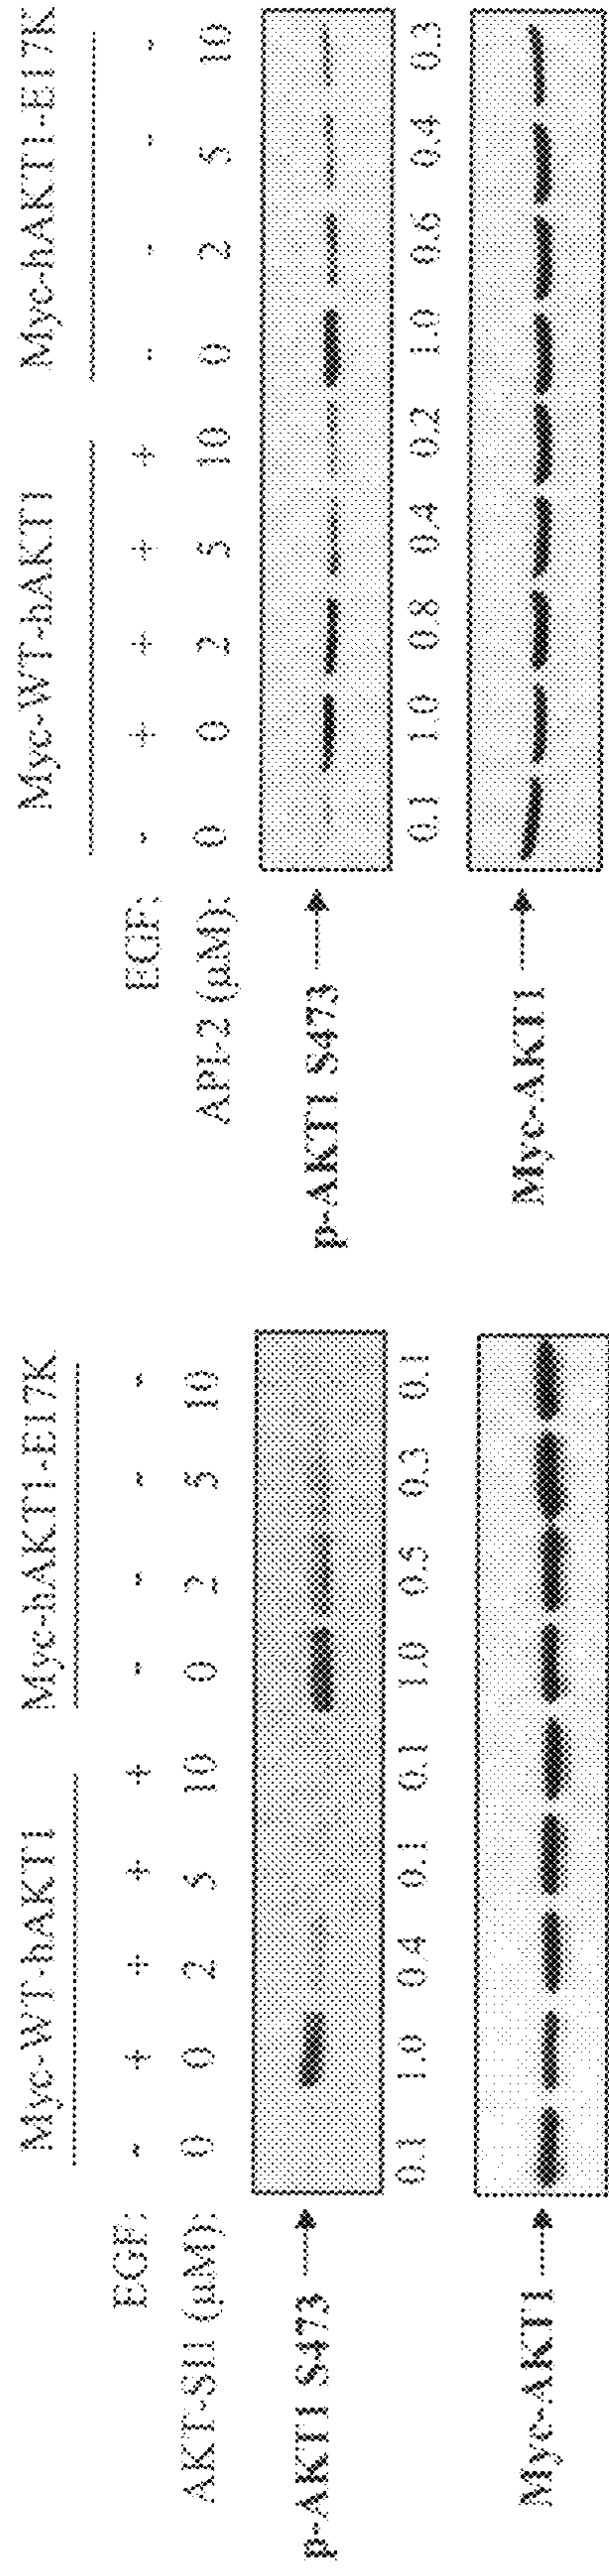 Myc-WT-hAKT1 Myc-hAKT1-E17K
EGF: - + + + + - - - -
AKT-SII (μM): 0 0 2 5 10 0 2 5 10
p-AKT1 S473
0.1 1.0 0.4 0.1 0.1 1.0 0.5 0.3 0.1
Myc-AKT1
Myc-WT-hAKT1 Myc-hAKT1-E17K
EGF: - + + + + - - - -
API-2 (μM): 0 0 2 5 10 0 2 5 10
p-AKT1 S473
0.1 1.0 0.8 0.4 0.2 1.0 0.6 0.4 0.3
Myc-AKT1